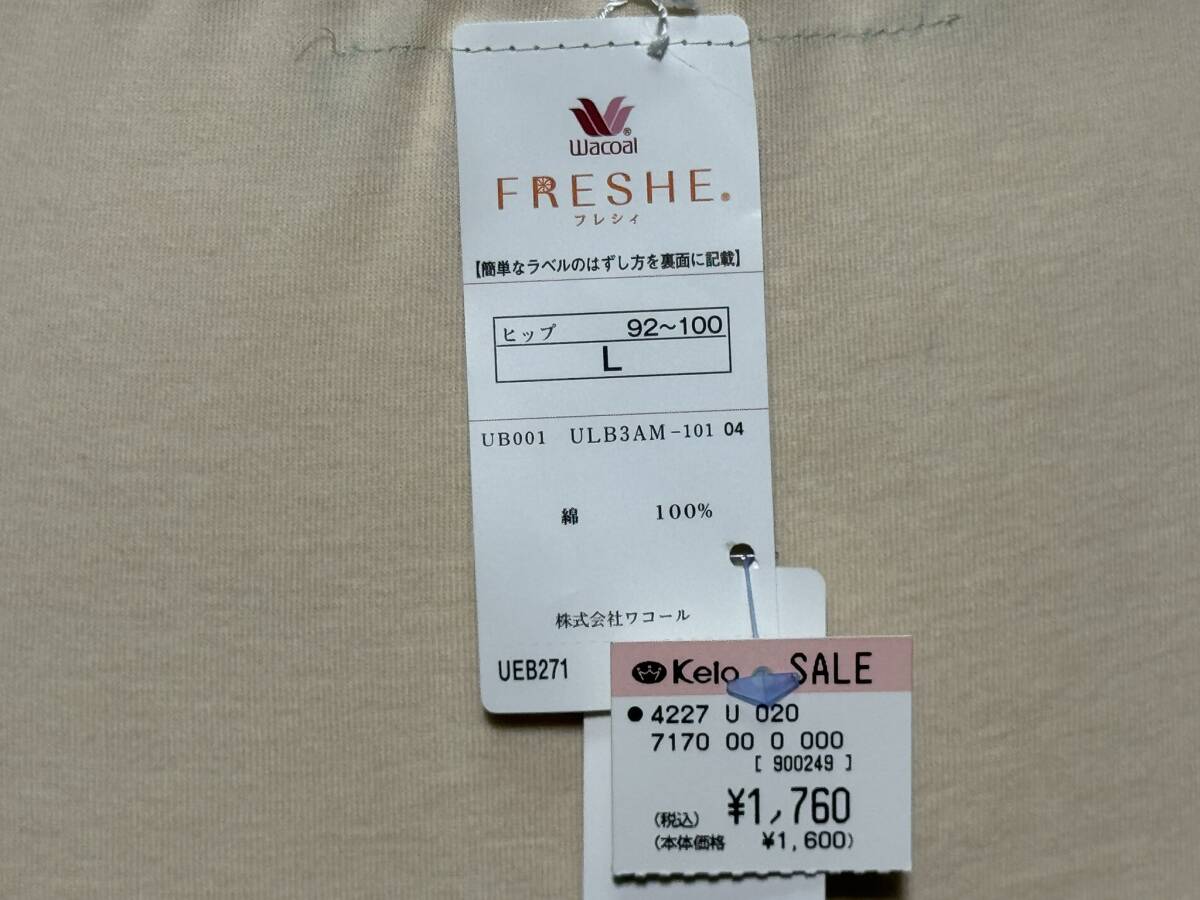 Wacoal®
FRESHE.®
フレシィ
【簡単なラベルのはずし方を裏面に記載】
ヒップ 92~100
L
UB001 ULB3AM-101 04
綿 100%
株式会社ワコール
UEB271
SALE
●4227 U 020
7170 00 0 000
[ 900249 ]
(税込) ¥1,760
(本体価格 ¥1,600)